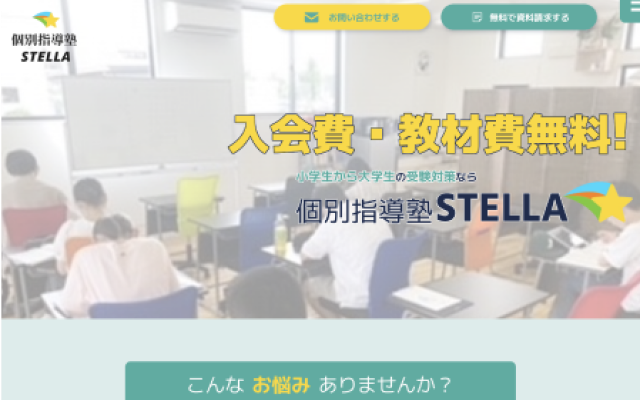 個別指導塾
STELLA
お問い合わせする
無料で資料請求する
入会費・教材費無料!
小学生から大学生の受験対策なら
個別指導塾STELLA
こんな お悩み ありませんか？